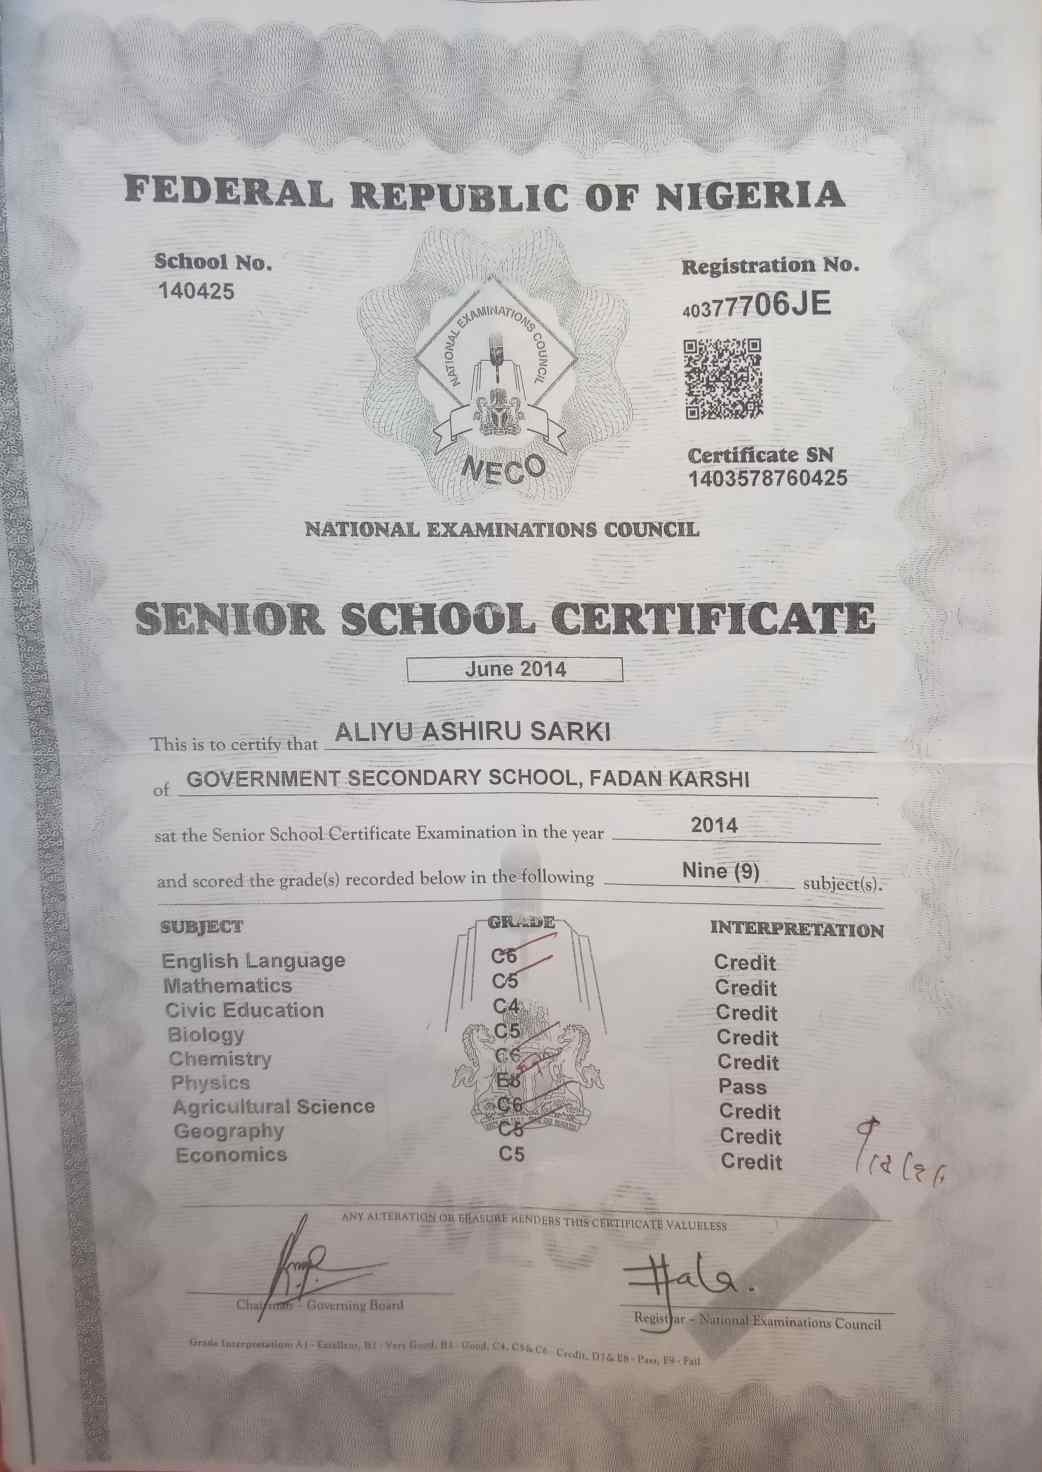 FEDERAL REPUBLIC OF NIGERIA
School No.
140425
Registration No.
40377706JE
NATIONAL EXAMINATIONS COUNCIL
NECO
Certificate SN
1403578760425
NATIONAL EXAMINATIONS COUNCIL
SENIOR SCHOOL CERTIFICATE
June 2014
This is to certify that ALIYU ASHIRU SARKI
of GOVERNMENT SECONDARY SCHOOL, FADAN KARSHI
sat the Senior School Certificate Examination in the year 2014
and scored the grade(s) recorded below in the following Nine (9) subject(s).
SUBJECT GRADE INTERPRETATION
English Language C6 Credit
Mathematics C5 Credit
Civic Education C4 Credit
Biology C5 Credit
Chemistry C6 Credit
Physics E8 Pass
Agricultural Science C6 Credit
Geography C5 Credit
Economics C5 Credit
NECO
ANY ALTERATION OR ERASURE RENDERS THIS CERTIFICATE VALUELESS
Chairman - Governing Board
Registrar - National Examinations Council
Grade Interpretation: A1 - Excellent, B2 - Very Good, B3 - Good, C4, C5 & C6 - Credit, D7 & E8 - Pass, F9 - Fail